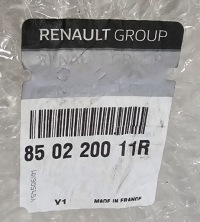 RENAULT GROUP
85 02 200 11R
V1 MADE IN FRANCE